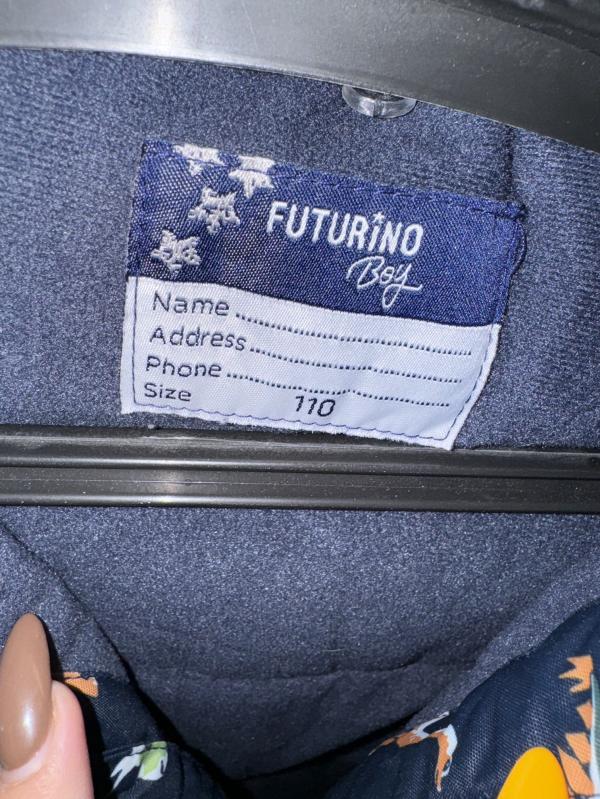 FUTURiNO
Boy
Name
Address
Phone
Size 110